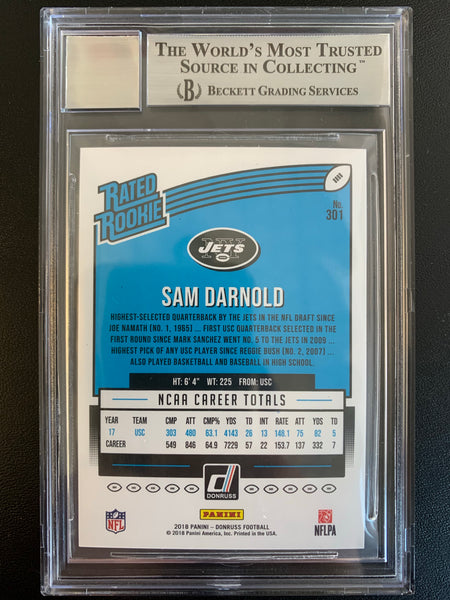 THE WORLD'S MOST TRUSTED
SOURCE IN COLLECTING™
B BECKETT GRADING SERVICES
RATED
ROOKIE
No.
301
NY
JETS
SAM DARNOLD
HIGHEST-SELECTED QUARTERBACK BY THE JETS IN THE NFL DRAFT SINCE
JOE NAMATH (NO. 1, 1965) ... FIRST USC QUARTERBACK SELECTED IN THE
FIRST ROUND SINCE MARK SANCHEZ WENT NO. 5 TO THE JETS IN 2009 ...
HIGHEST PICK OF ANY USC PLAYER SINCE REGGIE BUSH (NO. 2, 2007) ...
ALSO PLAYED BASKETBALL AND BASEBALL IN HIGH SCHOOL.
HT: 6' 4" WT: 225 FROM: USC
NCAA CAREER TOTALS
YEAR TEAM CMP ATT CMP% YDS TD INT RATE ATT YDS TD
17 USC 303 480 63.1 4143 26 13 148.1 75 82 5
CAREER 549 846 64.9 7229 57 22 153.7 137 332 7
DONRUSS
NFL
PANINI
NFLPA
2018 PANINI – DONRUSS FOOTBALL
© 2018 Panini America, Inc. Printed in the USA.